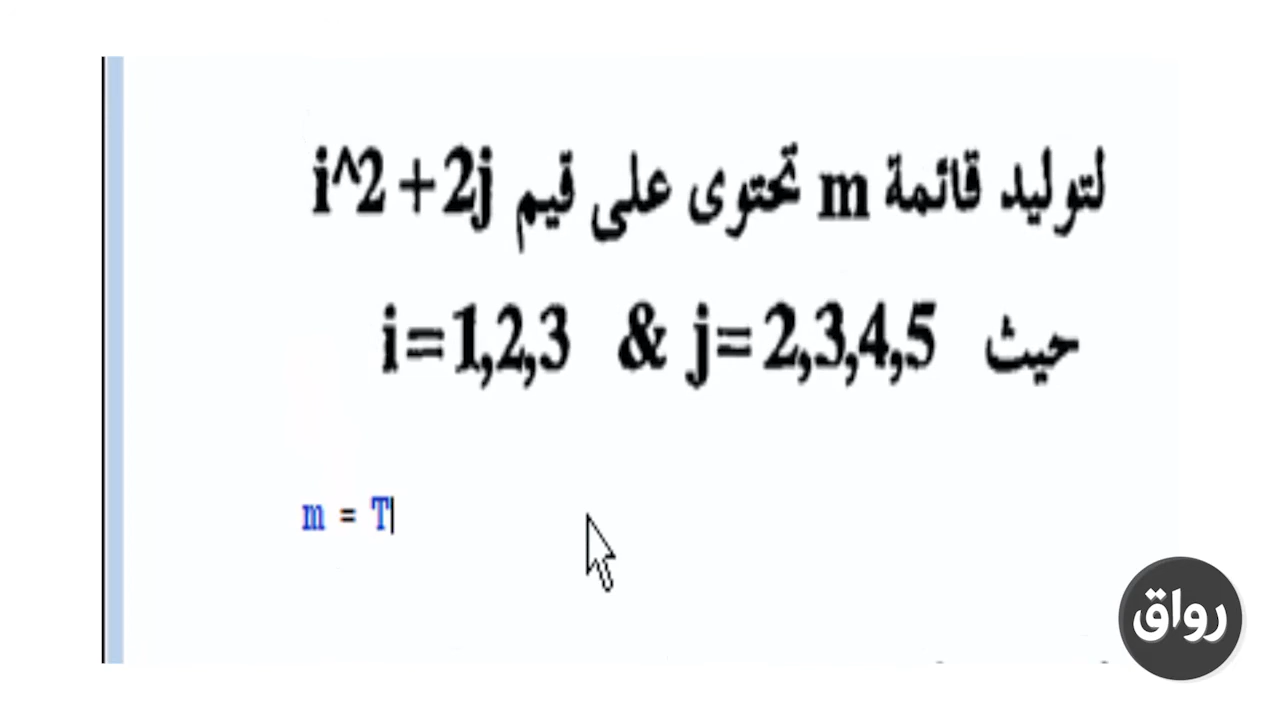 لتوليد قائمة m تحتوى على قيم i^2+2j
حيث i=1,2,3 & j=2,3,4,5
m = T
رواق